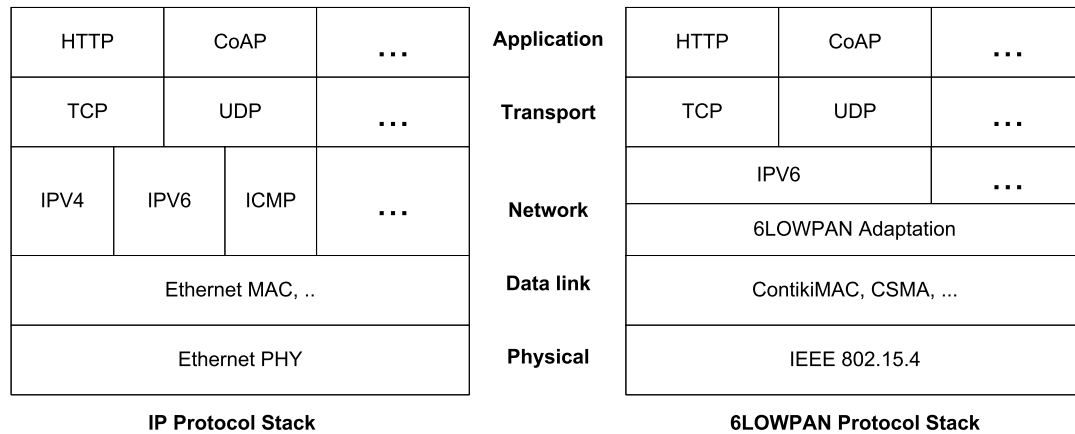 HTTP CoAP ... Application HTTP CoAP ...
TCP UDP ... Transport TCP UDP ...
IPV4 IPV6 ICMP ... Network IPV6 ...
6LOWPAN Adaptation
Ethernet MAC, .. Data link ContikiMAC, CSMA, ...
Ethernet PHY Physical IEEE 802.15.4
IP Protocol Stack 6LOWPAN Protocol Stack